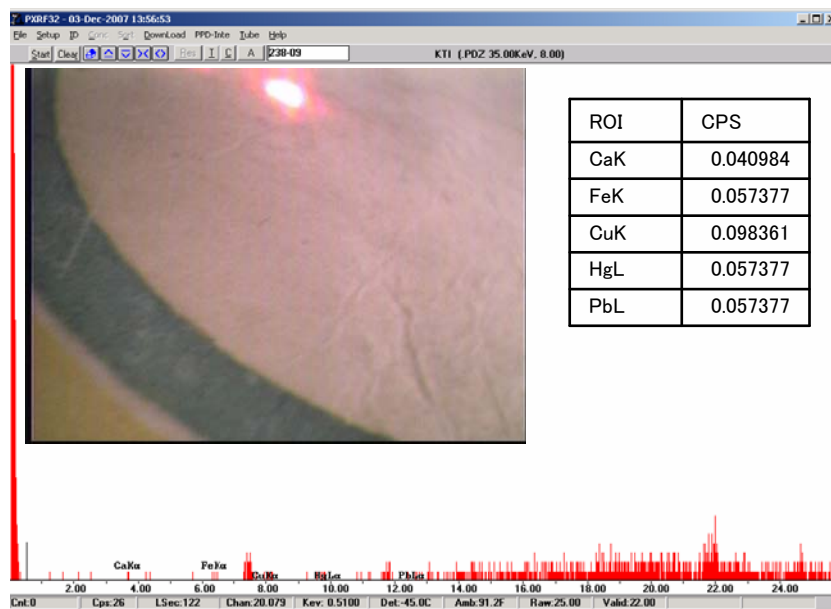 PXRF32 - 03-Dec-2007 13:56:53
File Setup ID Conc Sort DownLoad PPD-Inte Tube Help
Start Clear Res I C A 238-09 KTI (.PDZ 35.00KeV, 8.00)
ROI CPS
CaK 0.040984
FeK 0.057377
CuK 0.098361
HgL 0.057377
PbL 0.057377
CaKα FeKα CuKα HgLα PbLα
2.00 4.00 6.00 8.00 10.00 12.00 14.00 16.00 18.00 20.00 22.00 24.00
Cnt:0 Cps:26 LSec:122 Chan:20.079 Kev: 0.5100 Det:-45.0C Amb:91.2F Raw:25.00 Valid:22.00